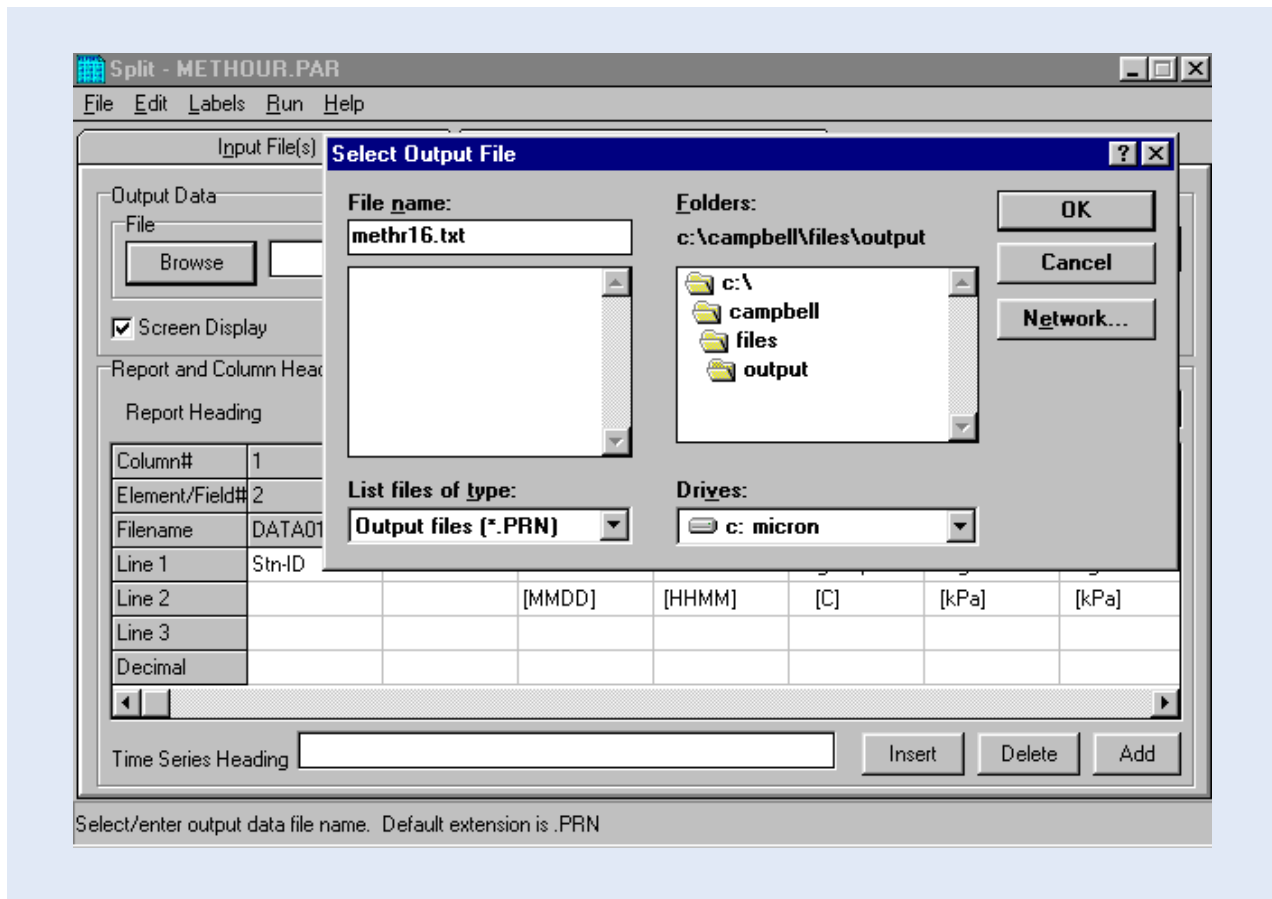 Split - METHOUR.PAR
File Edit Labels Run Help
Input File(s)
Select Output File
Output Data
File
Browse
Screen Display
File name:
methr16.txt
Folders:
c:\campbell\files\output
c:\
campbell
files
output
OK
Cancel
Network...
List files of type:
Output files (*.PRN)
Drives:
c: micron
Report and Column Head
Report Heading
Column# 1
Element/Field# 2
Filename DATA01
Line 1 Stn-ID
Line 2 [MMDD] [HHMM] [C] [kPa] [kPa]
Line 3
Decimal
Time Series Heading
Insert Delete Add
Select/enter output data file name. Default extension is .PRN